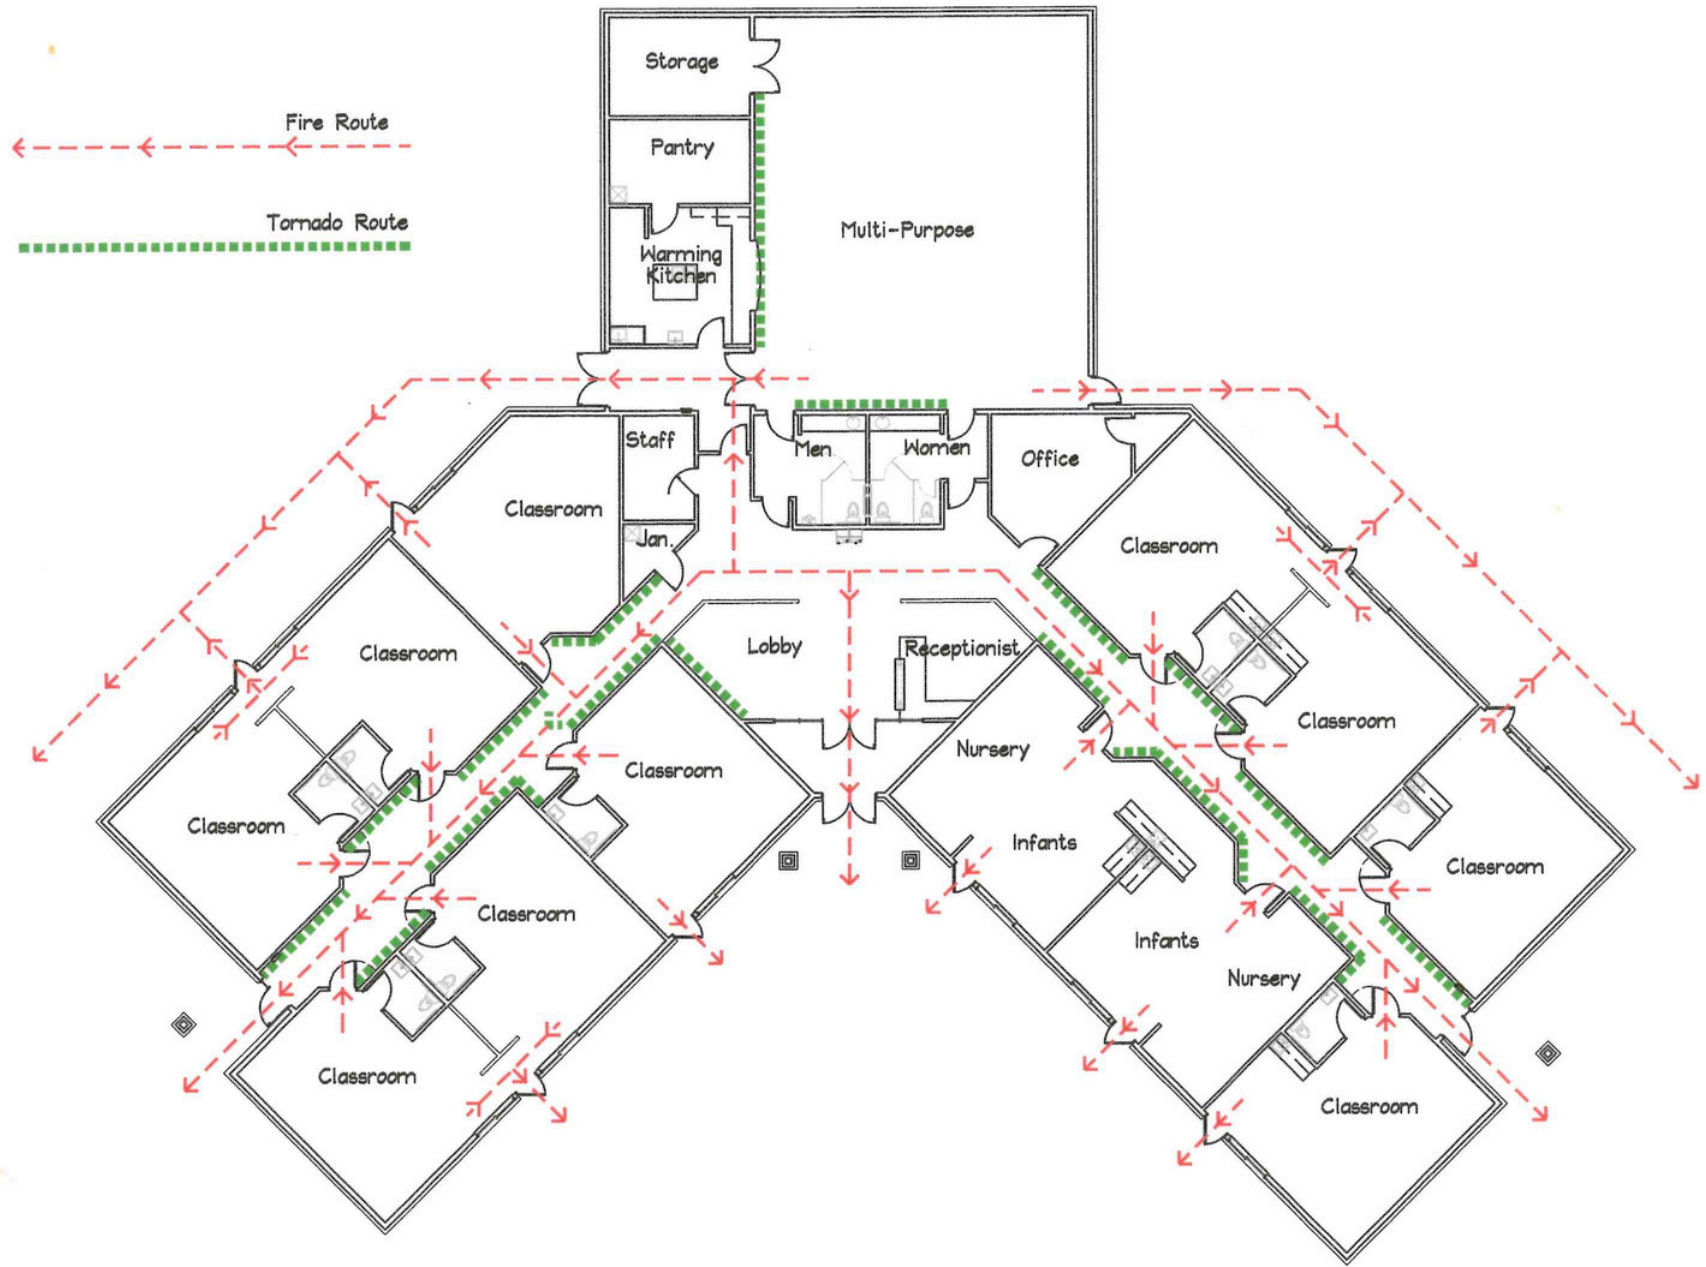 Storage
Fire Route
Pantry
Tornado Route
Multi-Purpose
Warming
Kitchen
Staff
Men
Women
Office
Classroom
Jan.
Classroom
Classroom
Lobby
Receptionist
Classroom
Nursery
Classroom
Classroom
Infants
Classroom
Classroom
Infants
Nursery
Classroom
Classroom